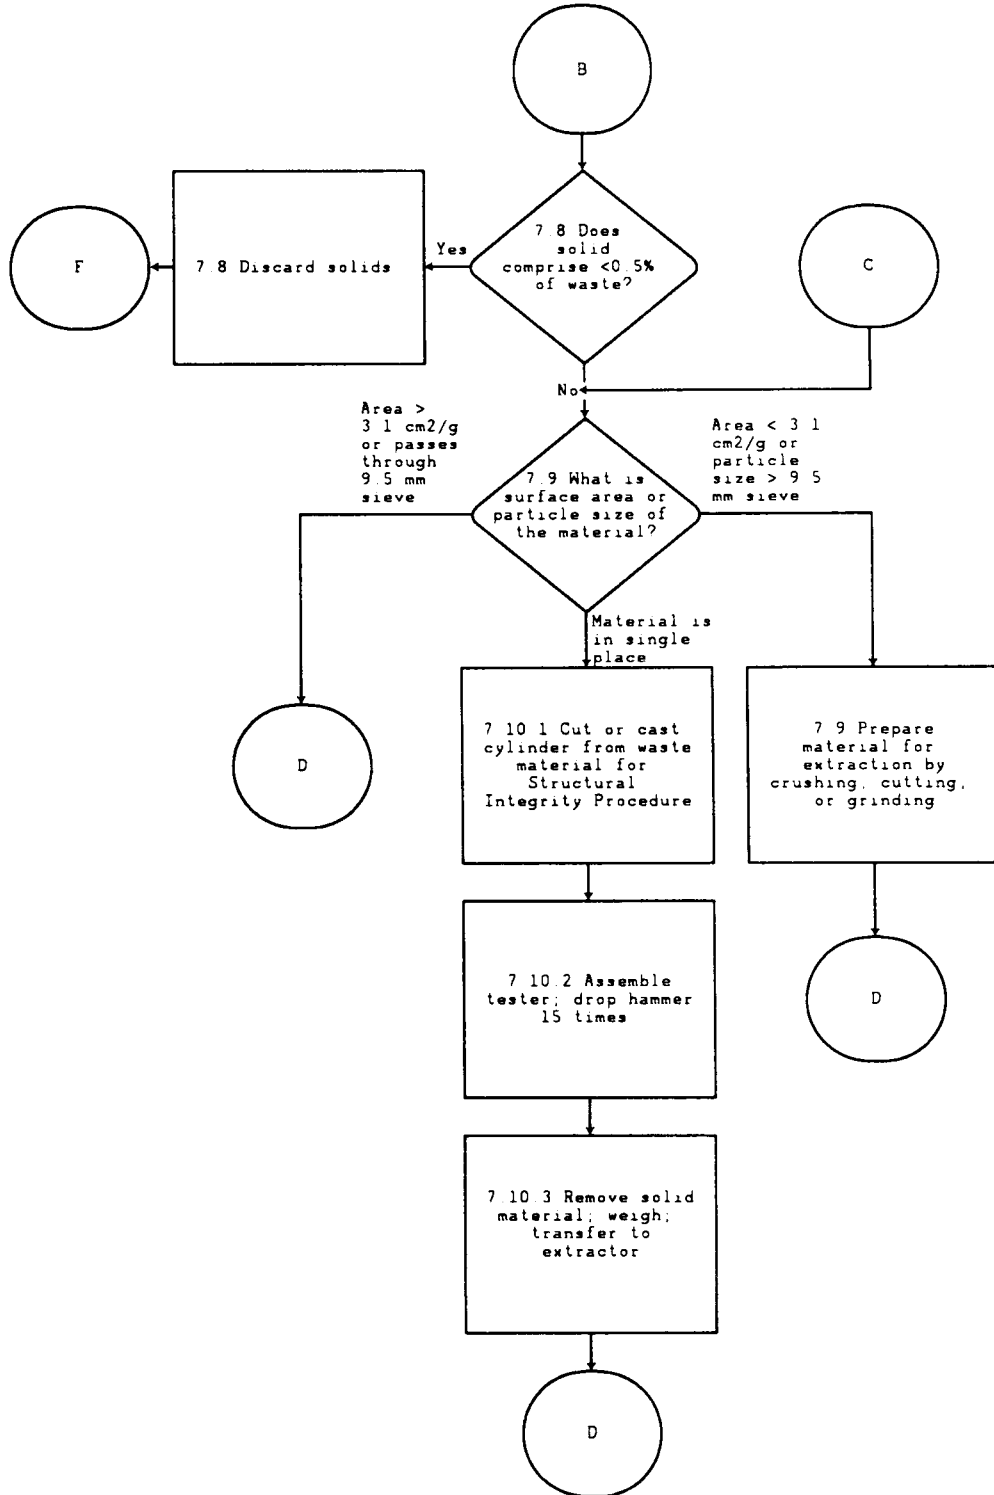 B
7.8 Does
solid
comprise <0.5%
of waste?
Yes
7.8 Discard solids
F
C
No
Area >
3 1 cm2/g
or passes
through
9.5 mm
sieve
Area < 3 1
cm2/g or
particle
size > 9 5
mm sieve
7.9 What is
surface area or
particle size of
the material?
Material is
in single
place
D
7 10 1 Cut or cast
cylinder from waste
material for
Structural
Integrity Procedure
7 9 Prepare
material for
extraction by
crushing, cutting,
or grinding
7 10.2 Assemble
tester; drop hammer
15 times
D
7.10.3 Remove solid
material; weigh;
transfer to
extractor
D